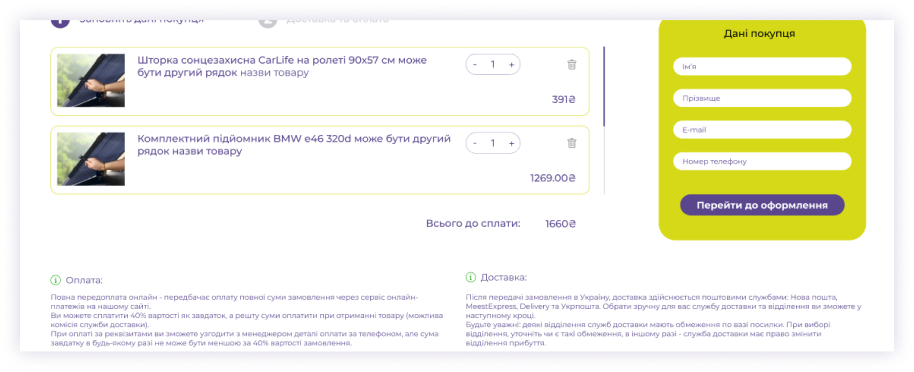 1 Заповніть дані покупця
2 Доставка та оплата
Дані покупця
Шторка сонцезахисна CarLife на ролеті 90x57 см може
бути другий рядок назви товару
- 1 +
391₴
Ім'я
Прізвище
E-mail
Номер телефону
Перейти до оформлення
Комплектний підйомник BMW e46 320d може бути другий
рядок назви товару
- 1 +
1269.00₴
Всього до сплати: 1660₴
Оплата:
Повна передоплата онлайн - передбачає оплату повної суми замовлення через сервіс онлайн-
платежів на нашому сайті.
Ви можете сплатити 40% вартості як завдаток, а решту суми оплатити при отриманні товару (можлива
комісія служби доставки).
При оплаті за реквізитами ви зможете узгодити з менеджером деталі оплати за телефоном, але сума
завдатку в будь-якому разі не може бути меншою за 40% вартості замовлення.
Доставка:
Після передачі замовлення в Україну, доставка здійснюється поштовими службами: Нова пошта,
MeestExpress, Delivery та Укрпошта. Обрати зручну для вас службу доставки та відділення ви зможете у
наступному кроці.
Будьте уважні: деякі відділення служб доставки мають обмеження по вазі посилки. При виборі
відділення, уточніть чи є такі обмеження, в іншому разі - служба доставки має право змінити
відділення прибуття.